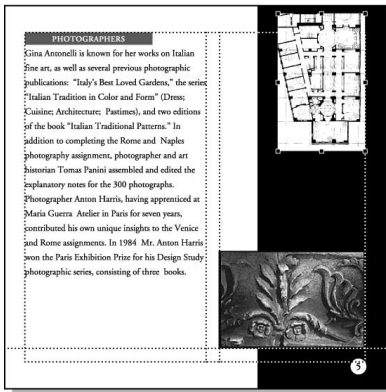 PHOTOGRAPHERS
Gina Antonelli is known for her works on Italian
fine art, as well as several previous photographic
publications: “Italy’s Best Loved Gardens,” the series
“Italian Tradition in Color and Form” (Dress;
Cuisine; Architecture; Pastimes), and two editions
of the book “Italian Traditional Patterns.” In
addition to completing the Rome and Naples
photography assignment, photographer and art
historian Tomas Panini assembled and edited the
explanatory notes for the 300 photographs.
Photographer Anton Harris, having apprenticed at
Maria Guerra Atelier in Paris for seven years,
contributed his own unique insights to the Venice
and Rome assignments. In 1984 Mr. Anton Harris
won the Paris Exhibition Prize for his Design Study
photographic series, consisting of three books.
5